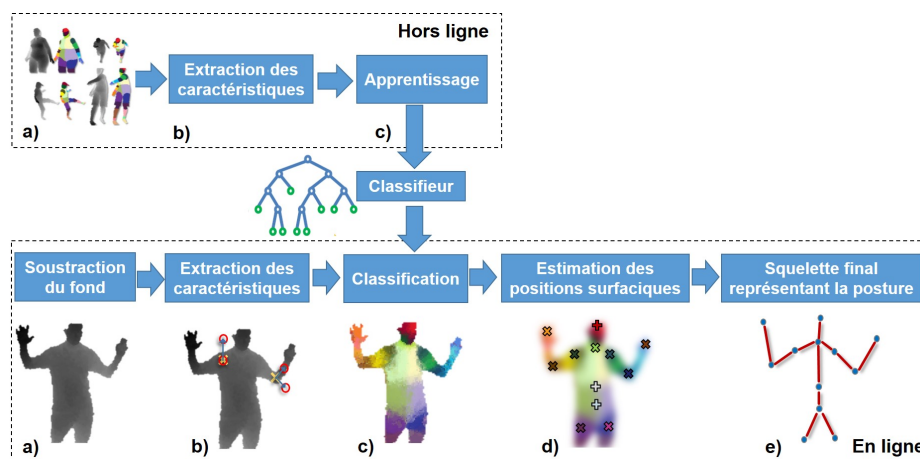 Hors ligne
Extraction des
caractéristiques
Apprentissage
a)
b)
c)
Classifieur
Soustraction
du fond
Extraction des
caractéristiques
Classification
Estimation des
positions surfaciques
Squelette final
représentant la posture
a)
b)
c)
d)
e)
En ligne